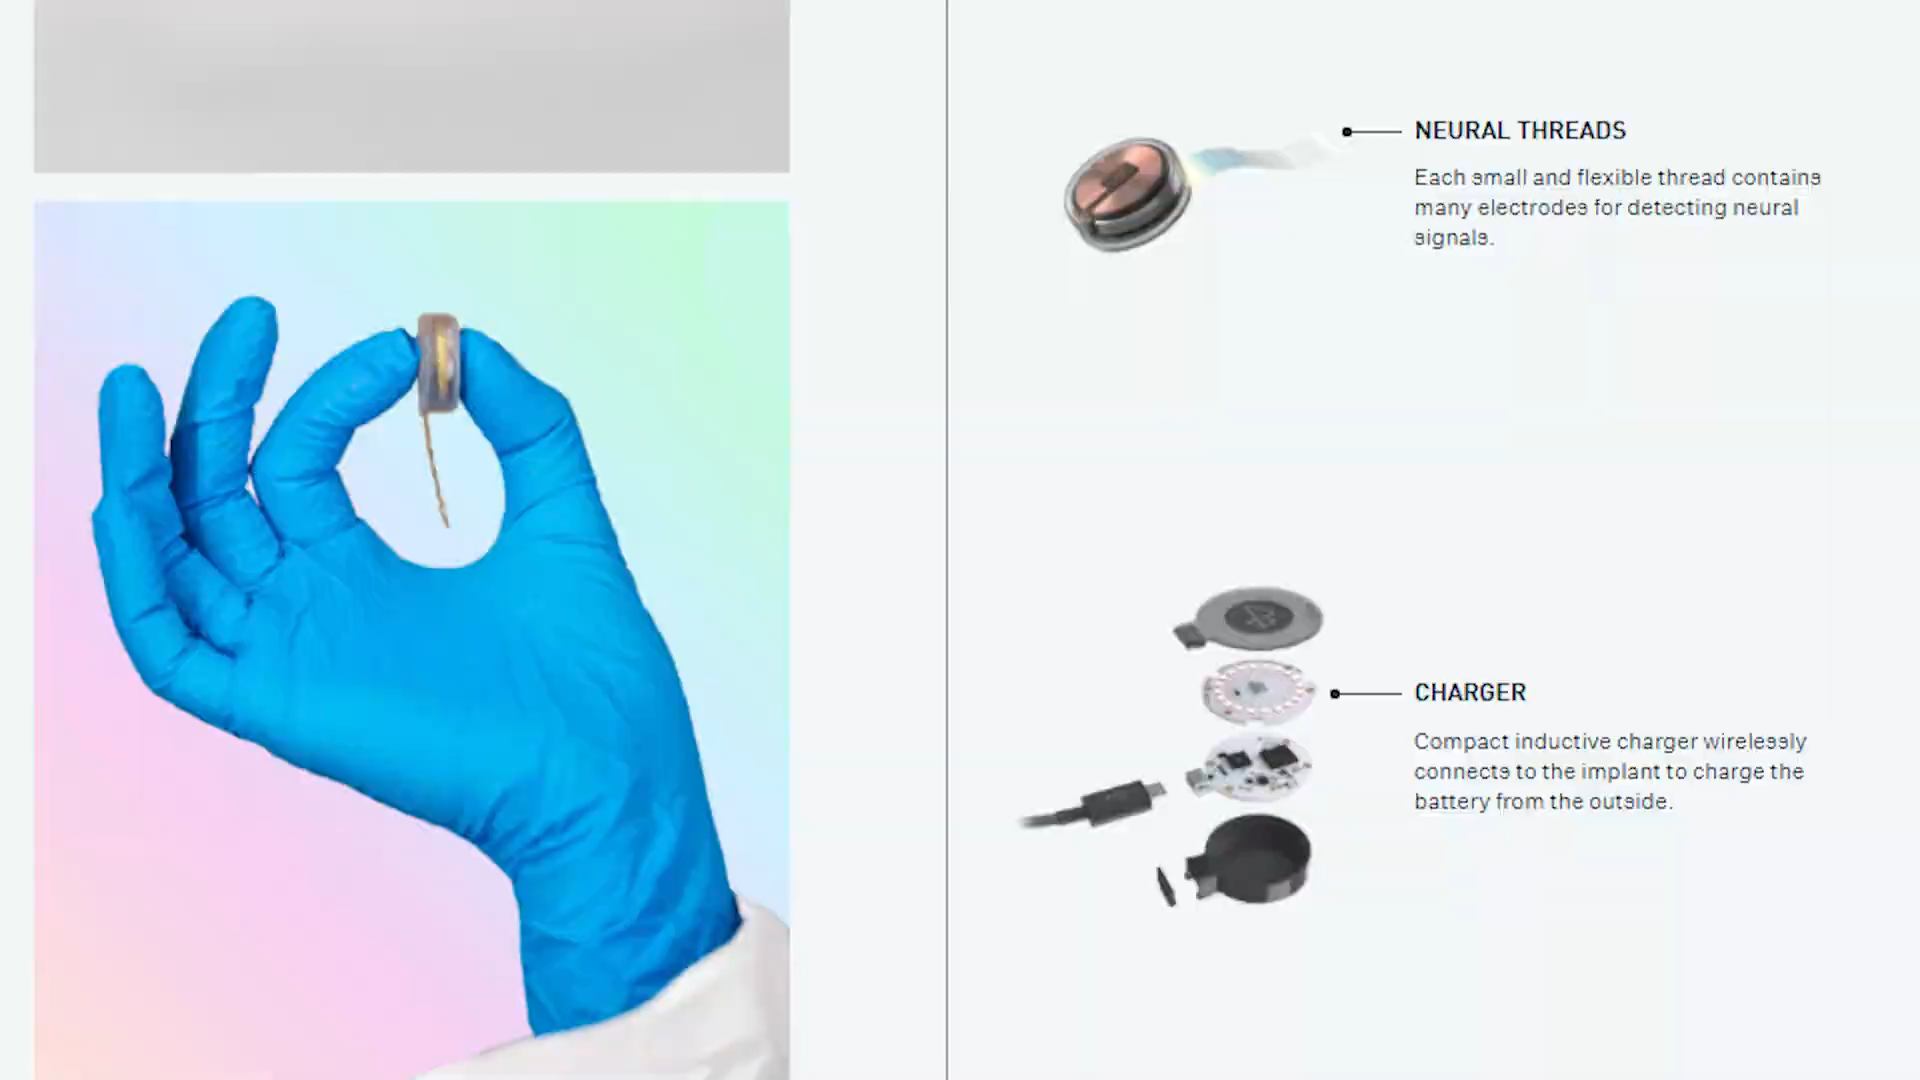 NEURAL THREADS
Each small and flexible thread contains
many electrodes for detecting neural
signals.
CHARGER
Compact inductive charger wirelessly
connects to the implant to charge the
battery from the outside.